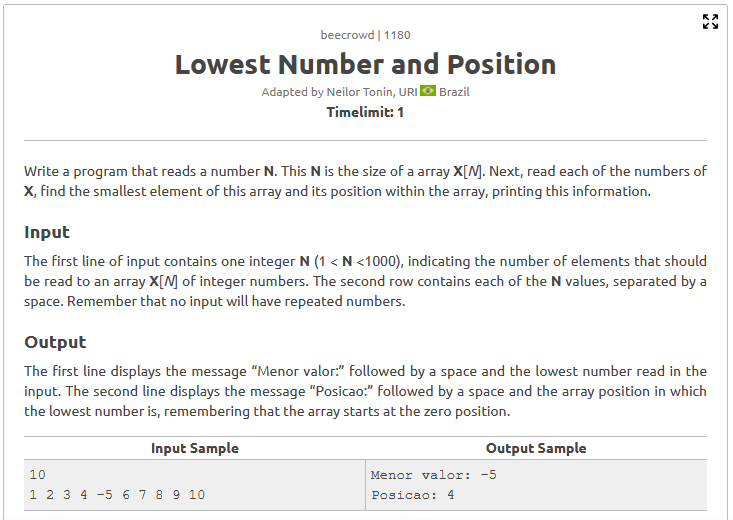 beecrowd | 1180
Lowest Number and Position
Adapted by Neilor Tonin, URI Brazil
Timelimit: 1
Write a program that reads a number N. This N is the size of a array X[N]. Next, read each of the numbers of
X, find the smallest element of this array and its position within the array, printing this information.
Input
The first line of input contains one integer N (1 < N <1000), indicating the number of elements that should
be read to an array X[N] of integer numbers. The second row contains each of the N values, separated by a
space. Remember that no input will have repeated numbers.
Output
The first line displays the message “Menor valor:” followed by a space and the lowest number read in the
input. The second line displays the message “Posicao:” followed by a space and the array position in which
the lowest number is, remembering that the array starts at the zero position.
Input Sample Output Sample
10 Menor valor: -5
1 2 3 4 -5 6 7 8 9 10 Posicao: 4